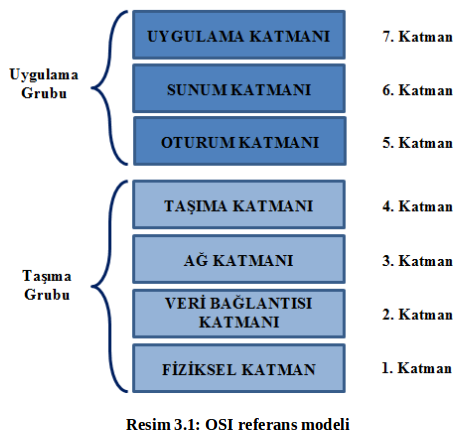 UYGULAMA KATMANI 7. Katman
Uygulama
Grubu
SUNUM KATMANI 6. Katman
OTURUM KATMANI 5. Katman
TAŞIMA KATMANI 4. Katman
AĞ KATMANI 3. Katman
Taşıma
Grubu
VERİ BAĞLANTISI
KATMANI 2. Katman
FİZİKSEL KATMAN 1. Katman
Resim 3.1: OSI referans modeli